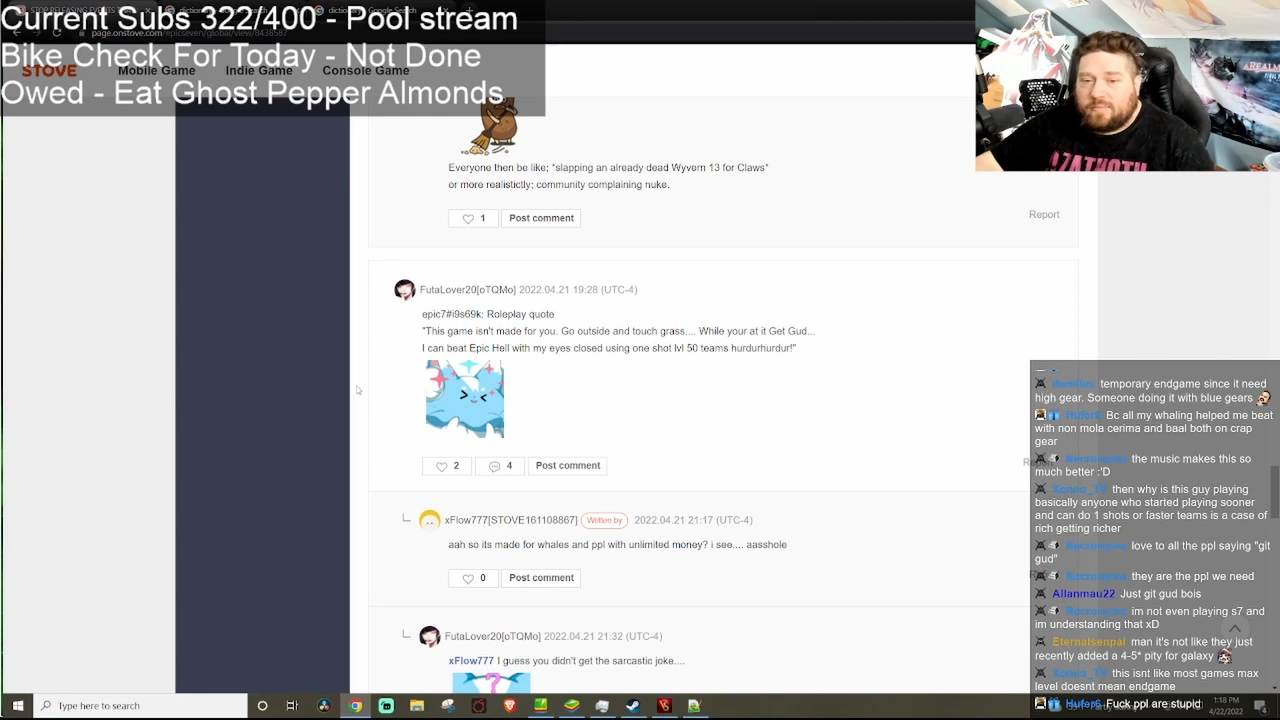 Current Subs 322/400 - Pool stream
Bike Check For Today - Not Done
Owed - Eat Ghost Pepper Almonds
page.onstove.com/epicseven/global/view/8438587
STOVE
Mobile Game
Indie Game
Console Game
Everyone then be like; *slapping an already dead Wyvern 13 for Claws*
or more realistictly; community complaining nuke.
1
Post comment
Report
FutaLover20[oTQMo] 2022.04.21 19:28 (UTC-4)
epic7#i9s69k: Roleplay quote
"This game isn't made for you. Go outside and touch grass.... While your at it Get Gud...
I can beat Epic Hell with my eyes closed using one shot lvl 50 teams hurdurhurdur!"
2
4
Post comment
xFlow777[STOVE161108867] Written by 2022.04.21 21:17 (UTC-4)
aah so its made for whales and ppl with unlimited money? i see.... aasshole
0
Post comment
FutaLover20[oTQMo] 2022.04.21 21:32 (UTC-4)
xFlow777 I guess you didn't get the sarcastic joke....
AZATHOTH
temporary endgame since it need
high gear. Someone doing it with blue gears
Bc all my whaling helped me beat
with non mola cerima and baal both on crap
gear
the music makes this so
much better :'D
then why is this guy playing
basically anyone who started playing sooner
and can do 1 shots or faster teams is a case of
rich getting richer
love to all the ppl saying "git
gud"
they are the ppl we need
Allanmau22 Just git gud bois
im not even playing s7 and
im understanding that xD
Eternalsenpai man it's not like they just
recently added a 4-5* pity for galaxy
this isnt like most games max
level doesnt mean endgame
Fuck ppl are stupid
Type here to search
1:18 PM
4/22/2022